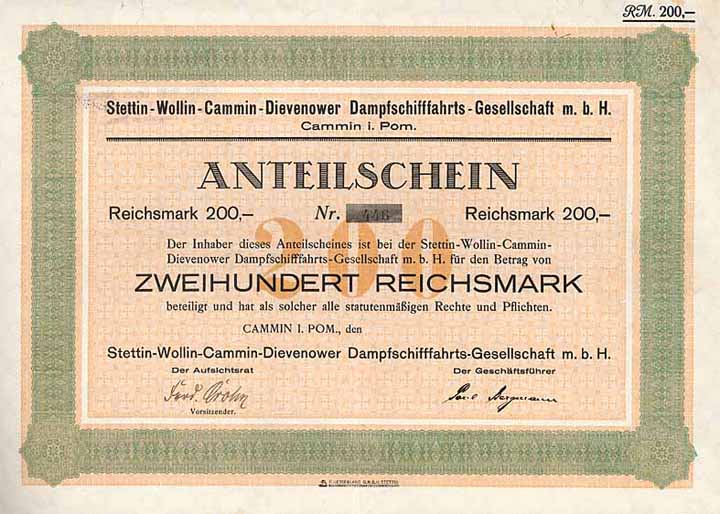 RM. 200,—
Stettin-Wollin-Cammin-Dievenower Dampfschifffahrts-Gesellschaft m. b. H.
Cammin i. Pom.
ANTEILSCHEIN
Reichsmark 200,— Nr. 446 Reichsmark 200,—
200
Der Inhaber dieses Anteilscheines ist bei der Stettin-Wollin-Cammin-
Dievenower Dampfschifffahrts-Gesellschaft m. b. H. für den Betrag von
ZWEIHUNDERT REICHSMARK
beteiligt und hat als solcher alle statutenmäßigen Rechte und Pflichten.
CAMMIN I. POM., den
Stettin-Wollin-Cammin-Dievenower Dampfschifffahrts-Gesellschaft m. b. H.
Der Aufsichtsrat Der Geschäftsführer
Vorsitzender.